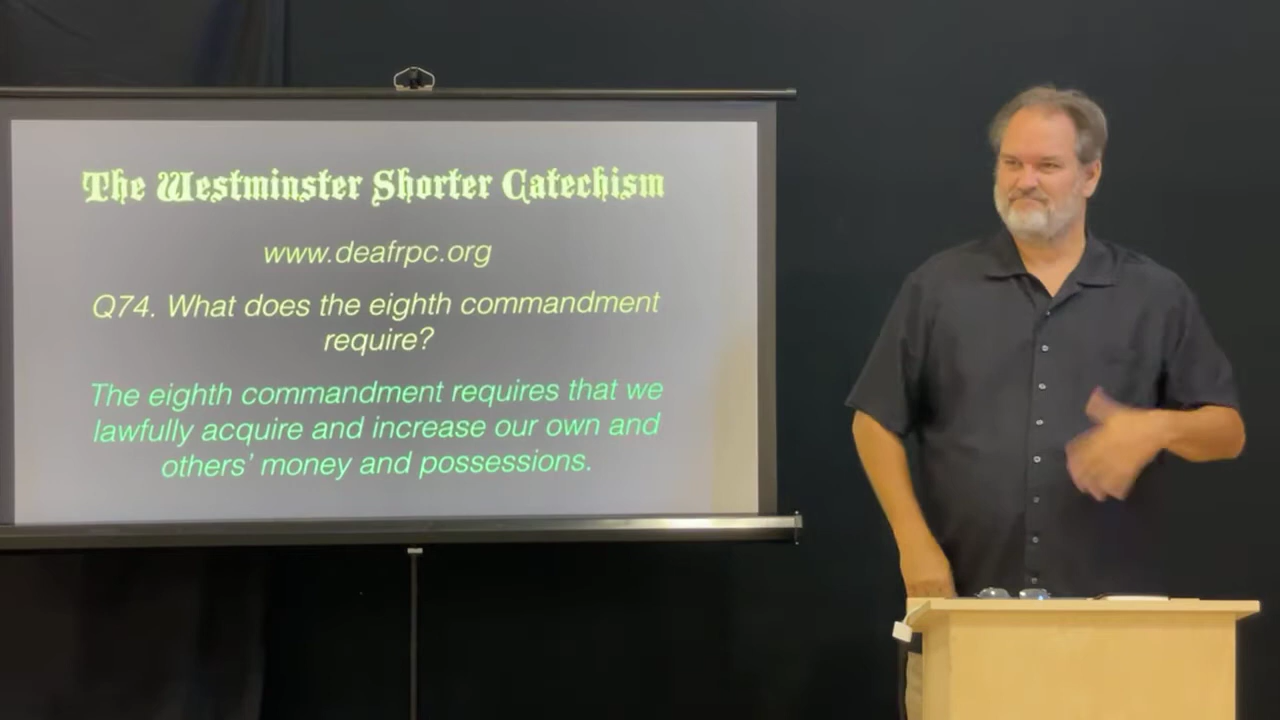 The Westminster Shorter Catechism
www.deafrpc.org
Q74. What does the eighth commandment
require?
The eighth commandment requires that we
lawfully acquire and increase our own and
others’ money and possessions.